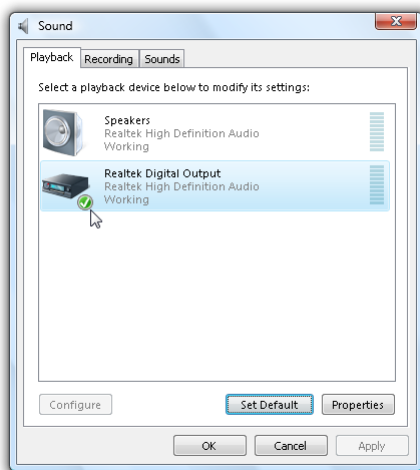 Sound
Playback Recording Sounds
Select a playback device below to modify its settings:
Speakers
Realtek High Definition Audio
Working
Realtek Digital Output
Realtek High Definition Audio
Working
Configure Set Default Properties
OK Cancel Apply